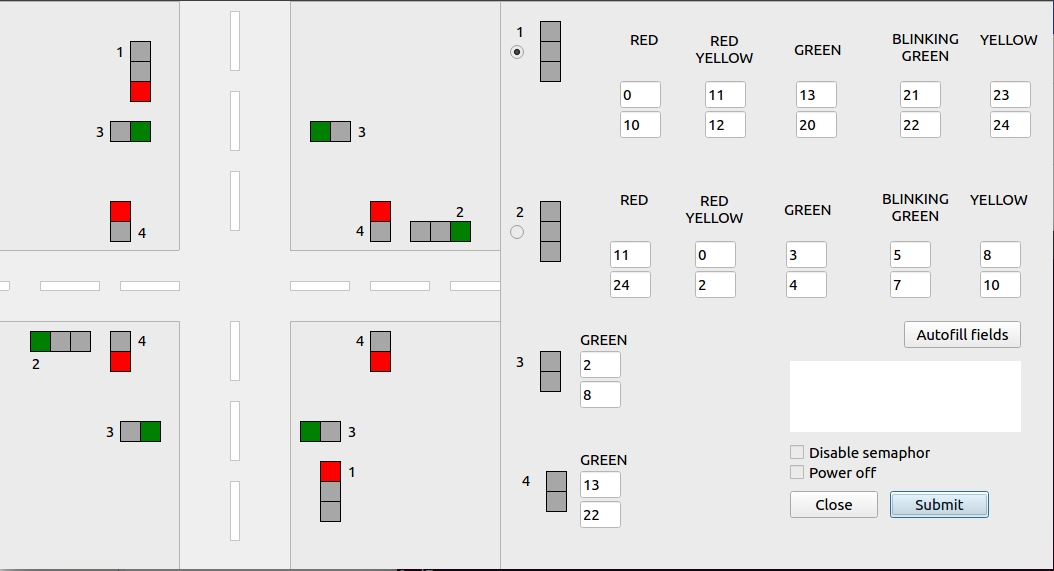 1
3
3
4
4
2
2
4
4
3
3
1
1
RED
RED
YELLOW
GREEN
BLINKING
GREEN
YELLOW
0
11
13
21
23
10
12
20
22
24
2
RED
RED
YELLOW
GREEN
BLINKING
GREEN
YELLOW
11
0
3
5
8
24
2
4
7
10
Autofill fields
3
GREEN
2
8
Disable semaphor
Power off
4
GREEN
13
22
Close
Submit